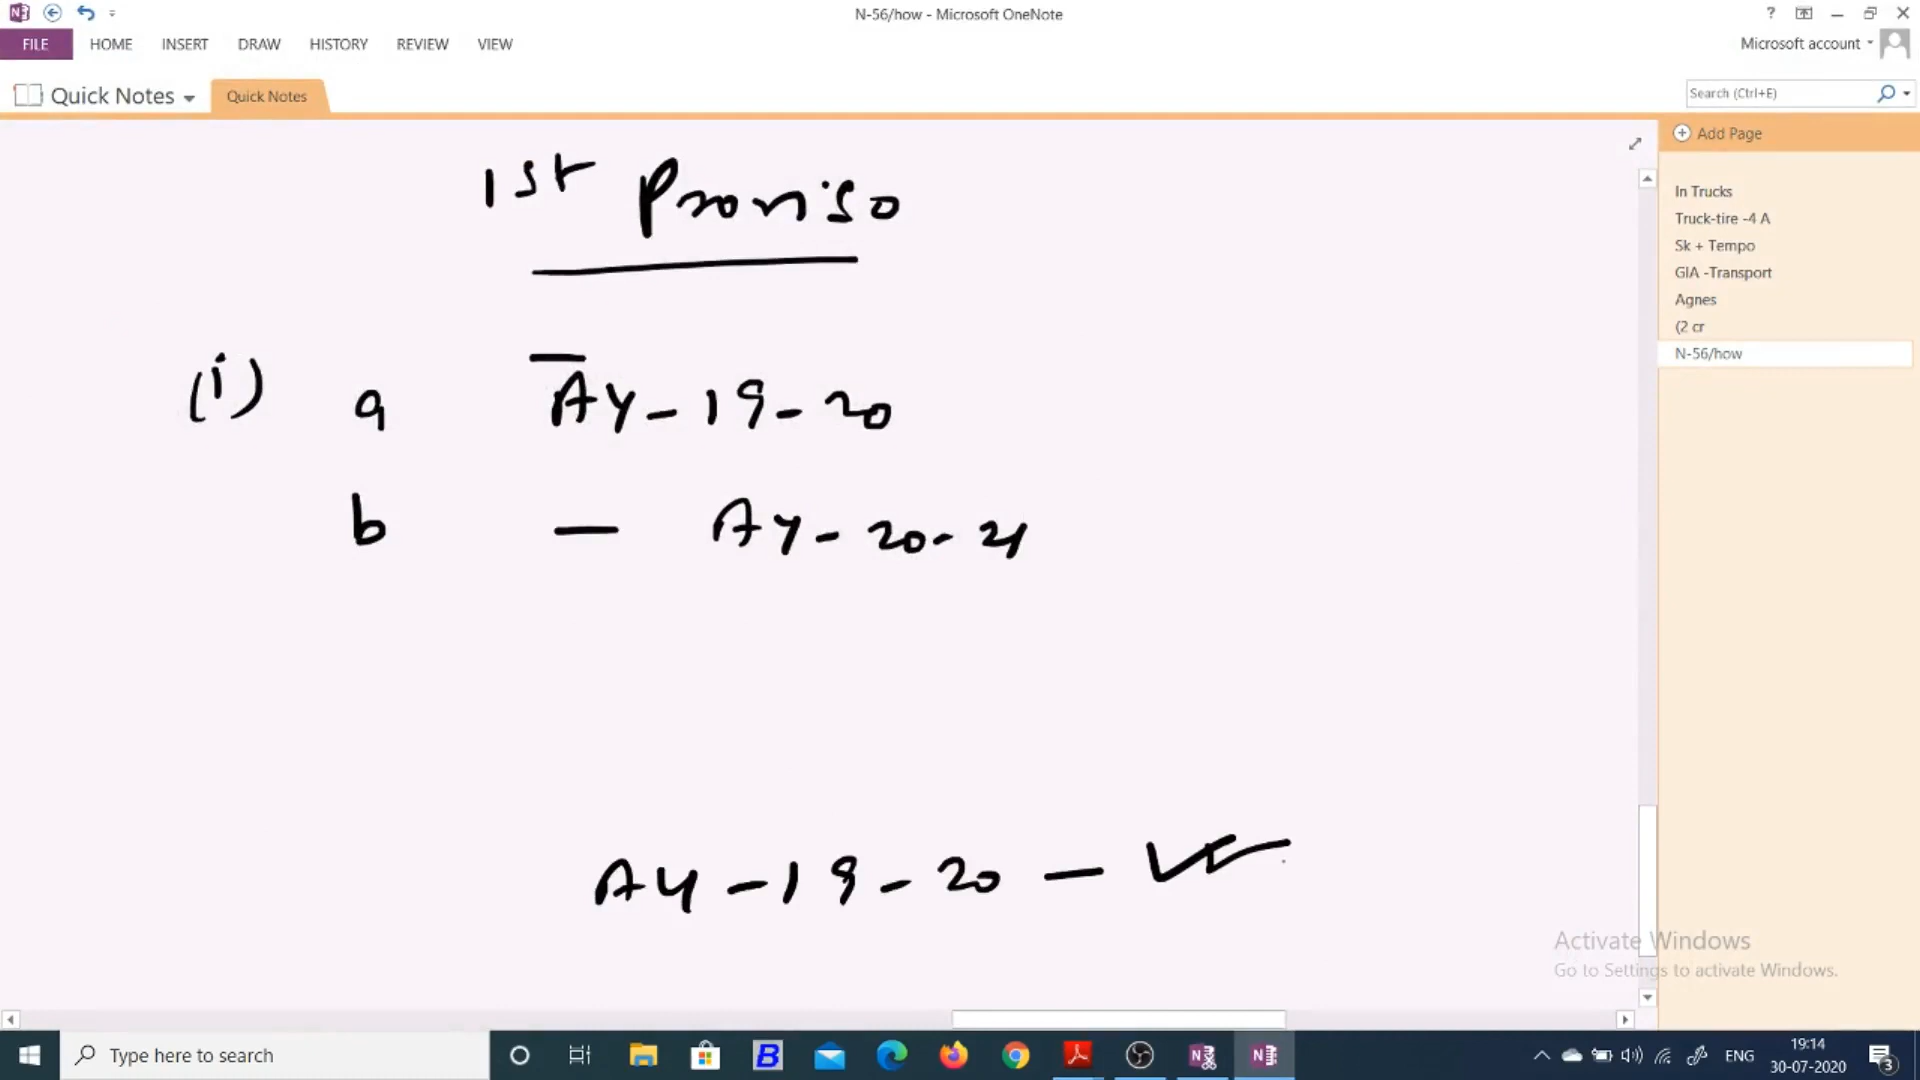 N-56/how - Microsoft OneNote
FILE HOME INSERT DRAW HISTORY REVIEW VIEW
Microsoft account
Quick Notes
Quick Notes
Search (Ctrl+E)
Add Page
In Trucks
Truck-tire -4 A
Sk + Tempo
GIA -Transport
Agnes
(2 cr
N-56/how
1st Proviso
(i) a AY-19-20
b - AY-20-21
AY-19-20-
Activate Windows
Go to Settings to activate Windows.
Type here to search
ENG
19:14
30-07-2020
3